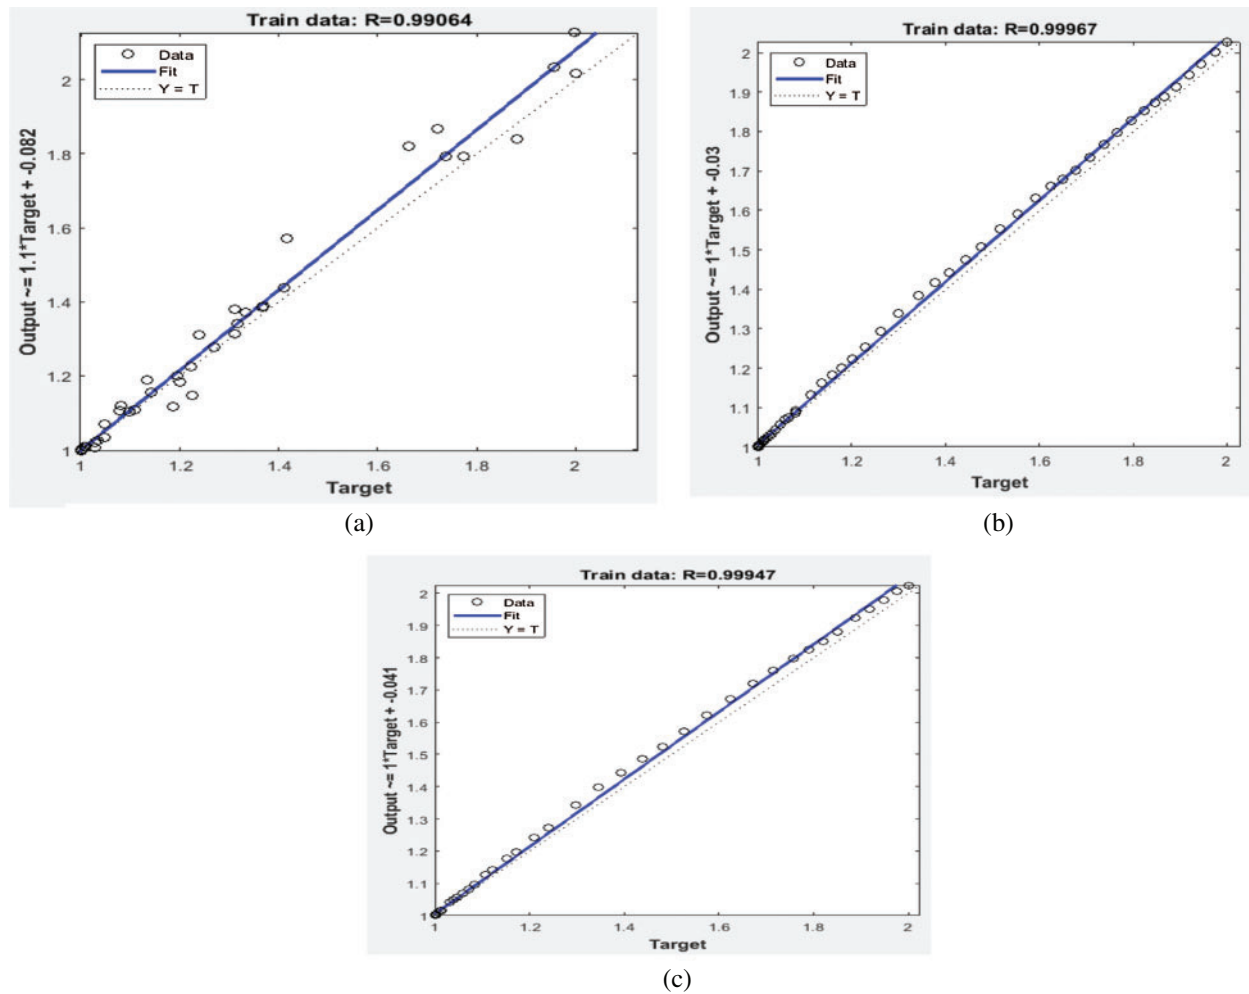 Train data: R=0.99064
Data
Fit
Y = T
Output ~= 1.1*Target + -0.082
2
1.8
1.6
1.4
1.2
1
1
1.2
1.4
1.6
1.8
2
Target
(a)
Train data: R=0.99967
Data
Fit
Y = T
Output ~= 1*Target + -0.03
2
1.9
1.8
1.7
1.6
1.5
1.4
1.3
1.2
1.1
1
1
1.2
1.4
1.6
1.8
2
Target
(b)
Train data: R=0.99947
Data
Fit
Y = T
Output ~= 1*Target + -0.041
2
1.9
1.8
1.7
1.6
1.5
1.4
1.3
1.2
1.1
1
1
1.2
1.4
1.6
1.8
2
Target
(c)